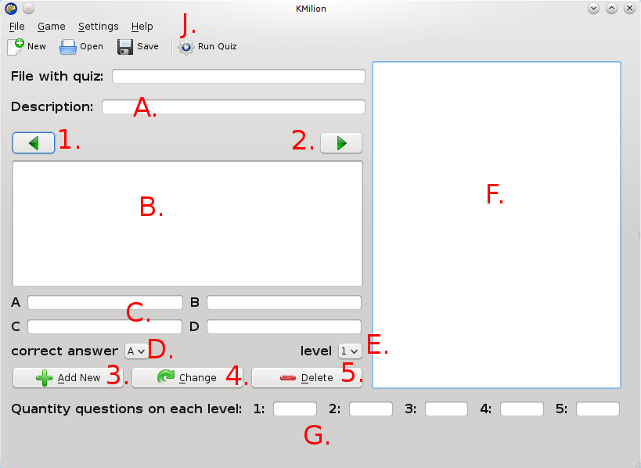 KMilion
File Game Settings Help J.
New Open Save Run Quiz
File with quiz:
Description: A.
1. 2.
B.
F.
A B
C.
C D
correct answer A D. level 1 E.
Add New 3. Change 4. Delete 5.
Quantity questions on each level: 1: 2: 3: 4: 5:
G.